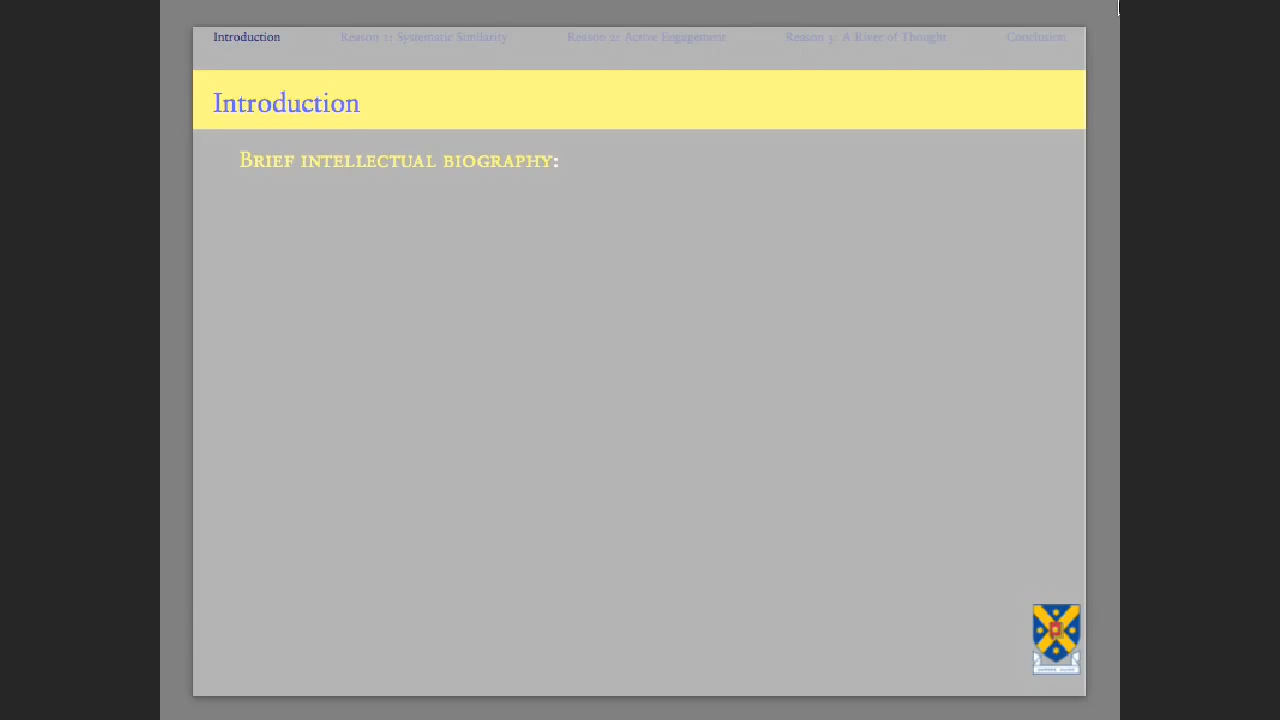 Introduction
Reason 1: Systematic Similarity
Reason 2: Active Engagement
Reason 3: A River of Thought
Conclusion
Introduction
Brief intellectual biography: